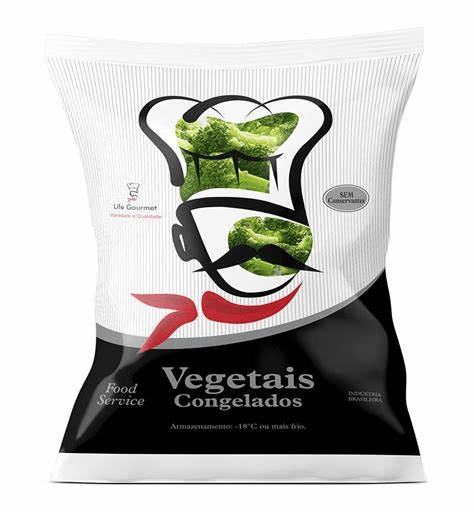 Life Gourmet
Variedade e Qualidade
SEM
Conservantes
Food
Service
Vegetais
Congelados
INDÚSTRIA
BRASILEIRA
Armazenamento: -18°C ou mais frio.